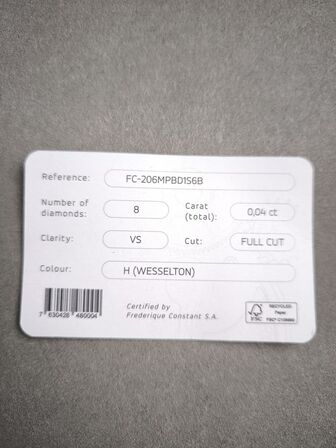 Reference: FC-206MPBD1S6B
Number of diamonds: 8 Carat (total): 0,04 ct
Clarity: VS Cut: FULL CUT
Colour: H (WESSELTON)
7 630428 480004
Certified by
Frederique Constant S.A.
FSC
RECYCLED
Paper